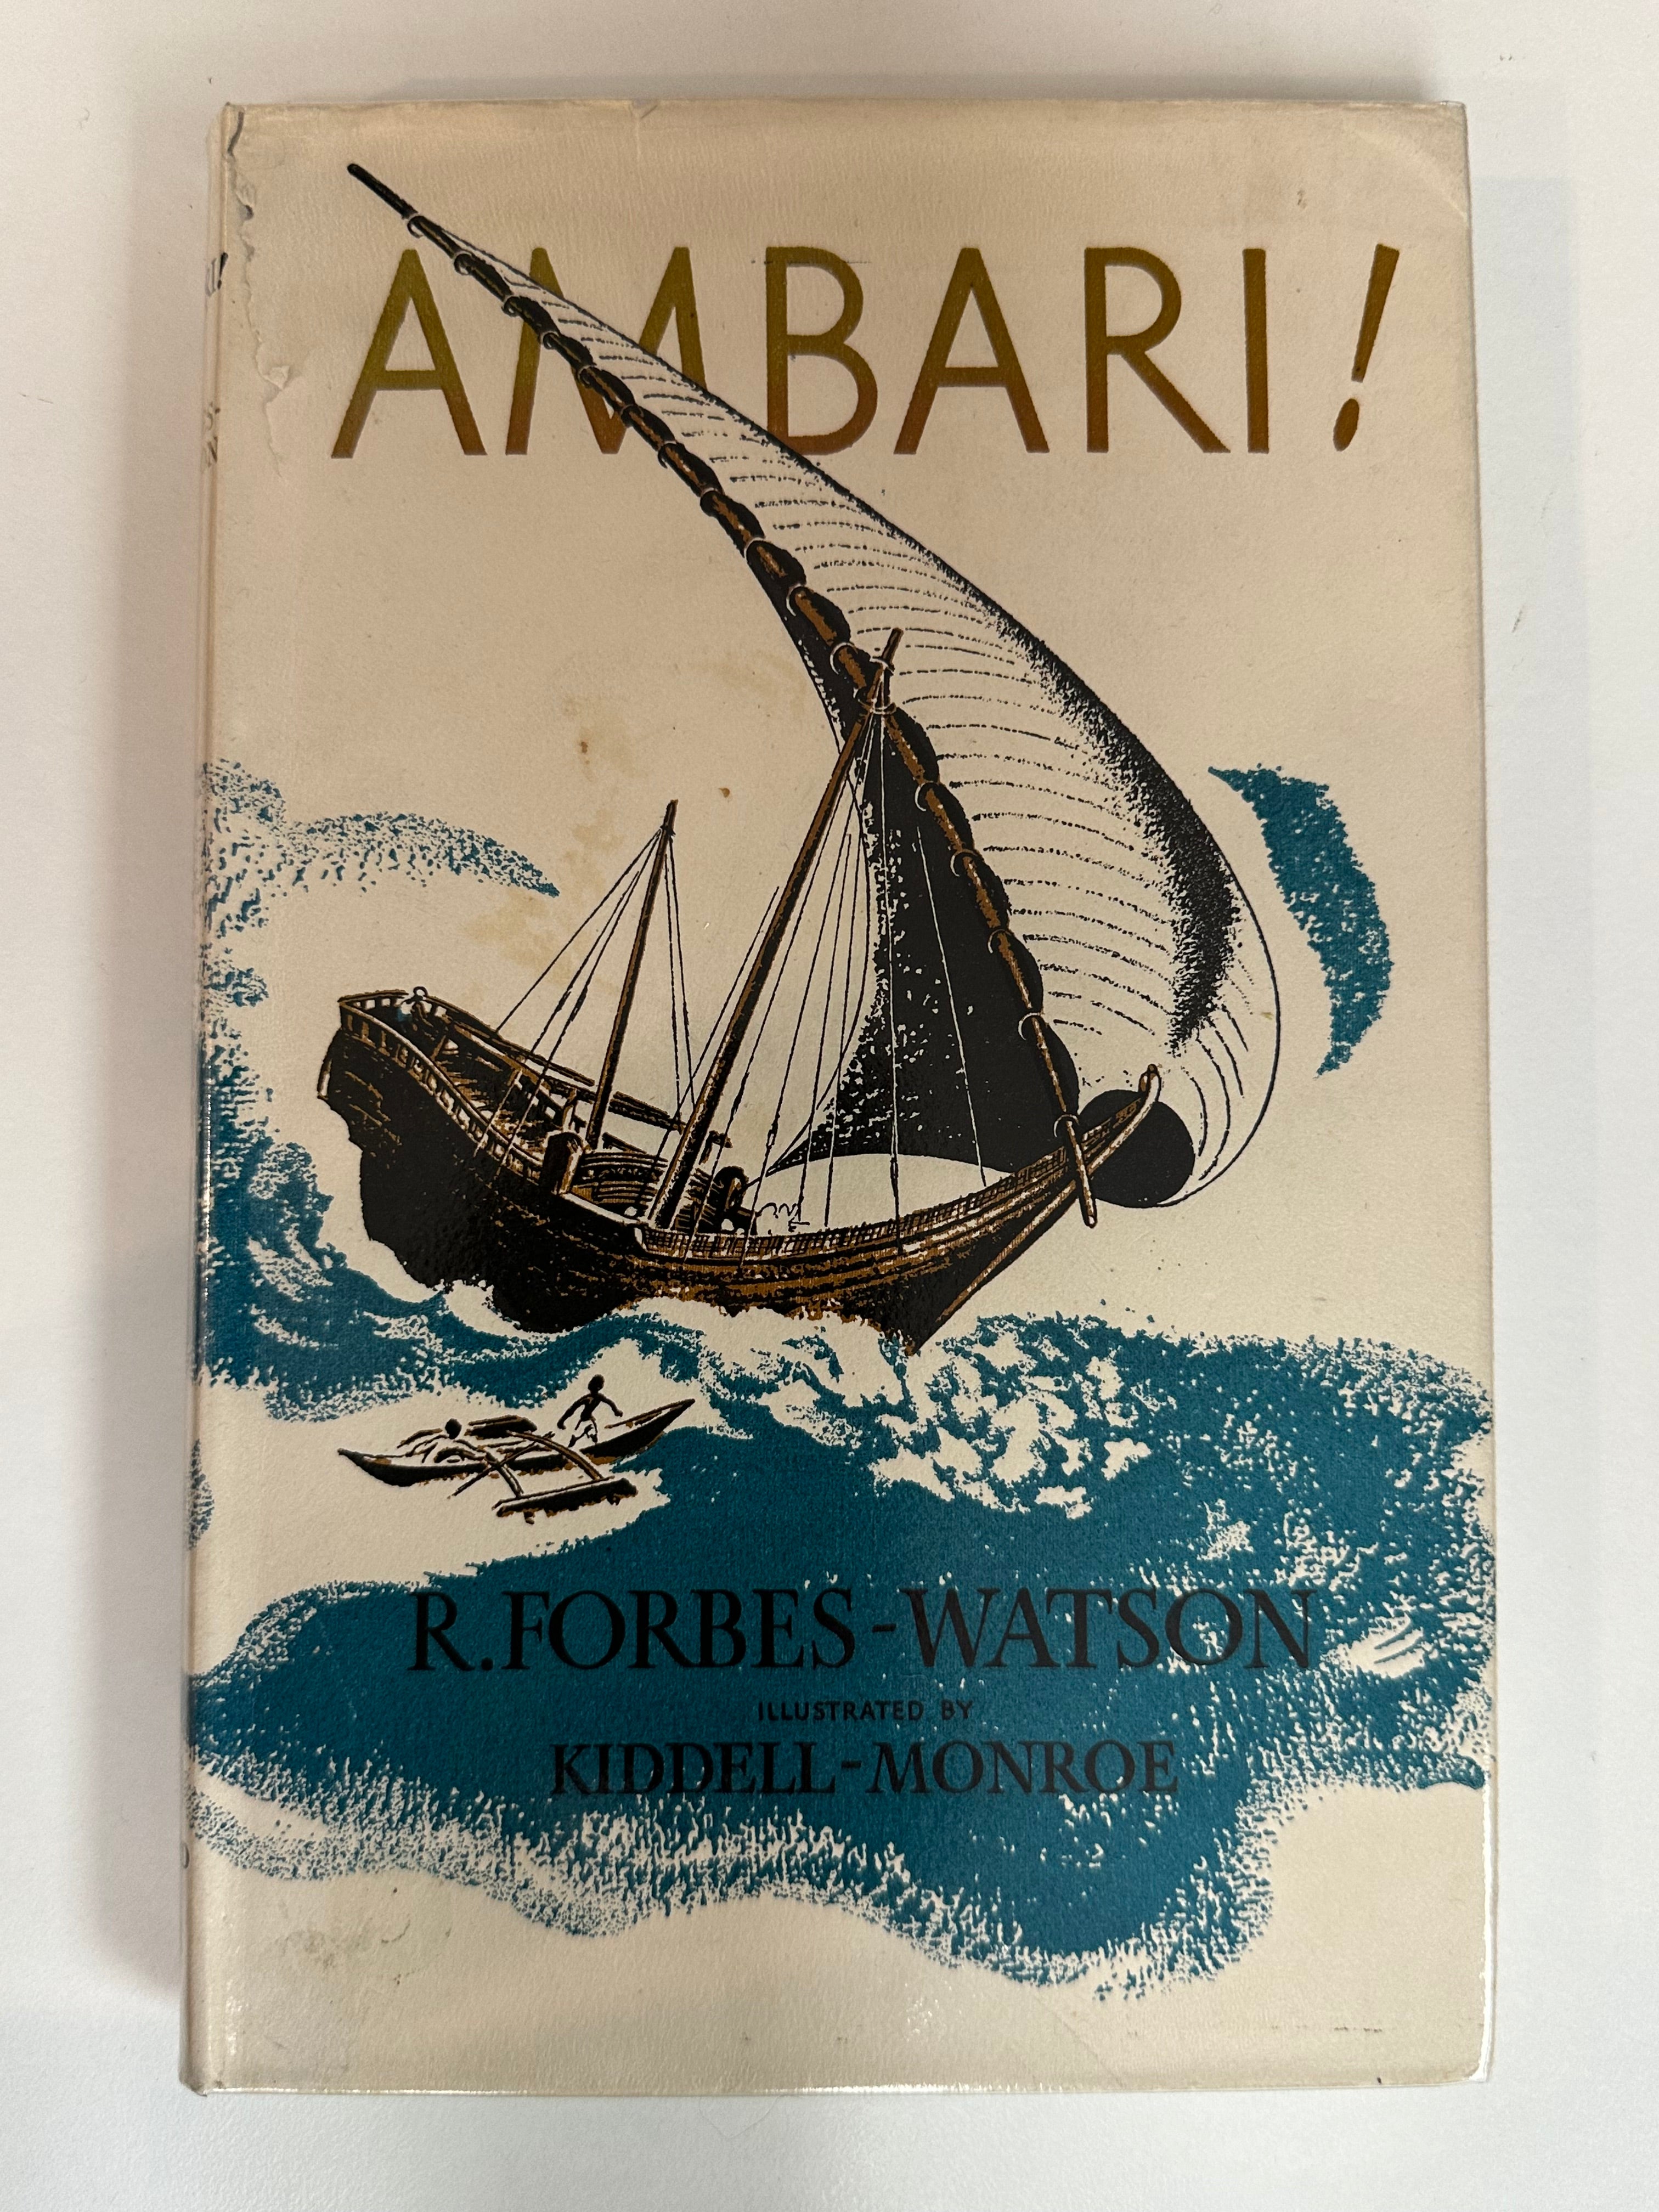 AMBARI!
R. FORBES-WATSON
ILLUSTRATED BY
KIDDELL-MONROE